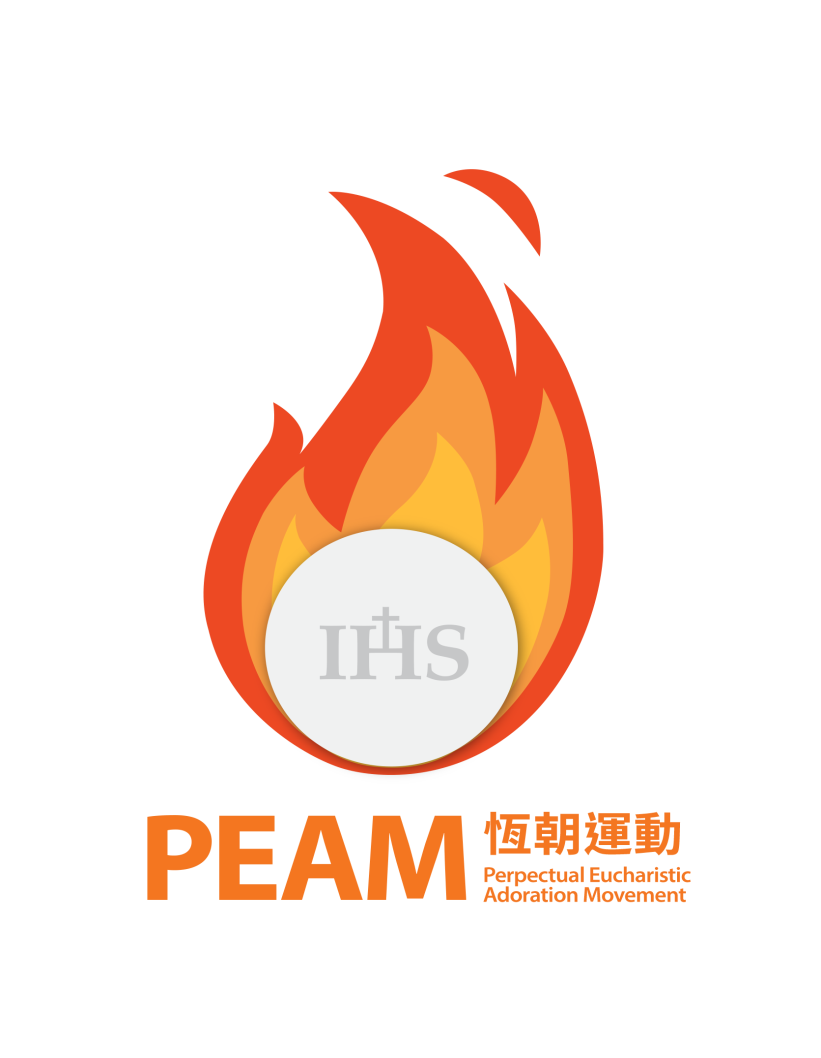 IHS
PEAM
恆朝運動
Perpectual Eucharistic
Adoration Movement